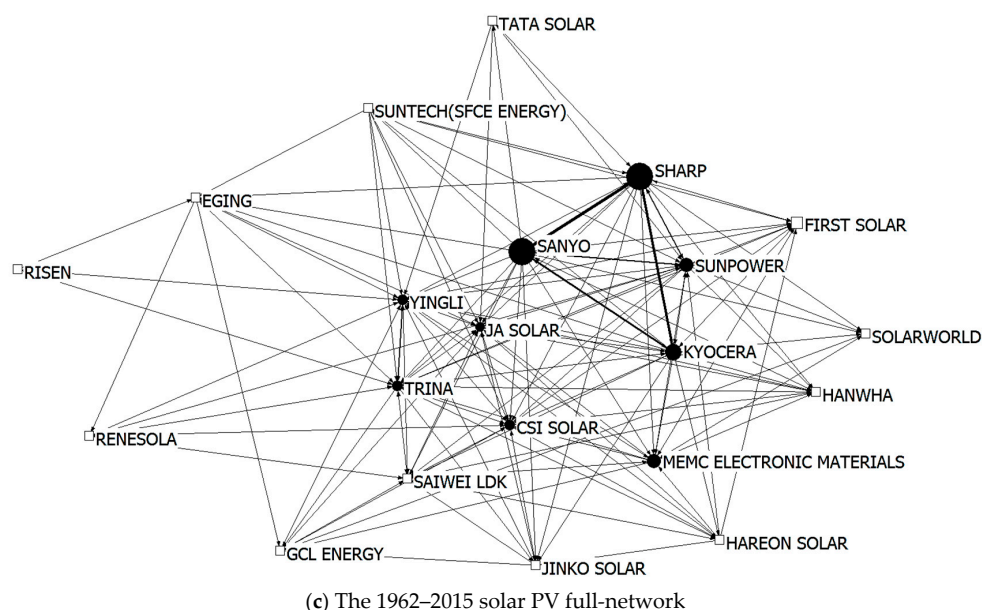 TATA SOLAR
SUNTECH(SFCE ENERGY)
SHARP
EGING
FIRST SOLAR
SANYO
SUNPOWER
RISEN
YINGLI
JA SOLAR
SOLARWORLD
KYOCERA
TRINA
HANWHA
CSI SOLAR
RENESOLA
MEMC ELECTRONIC MATERIALS
SAIWEI LDK
HAREON SOLAR
GCL ENERGY
JINKO SOLAR
(c) The 1962–2015 solar PV full-network